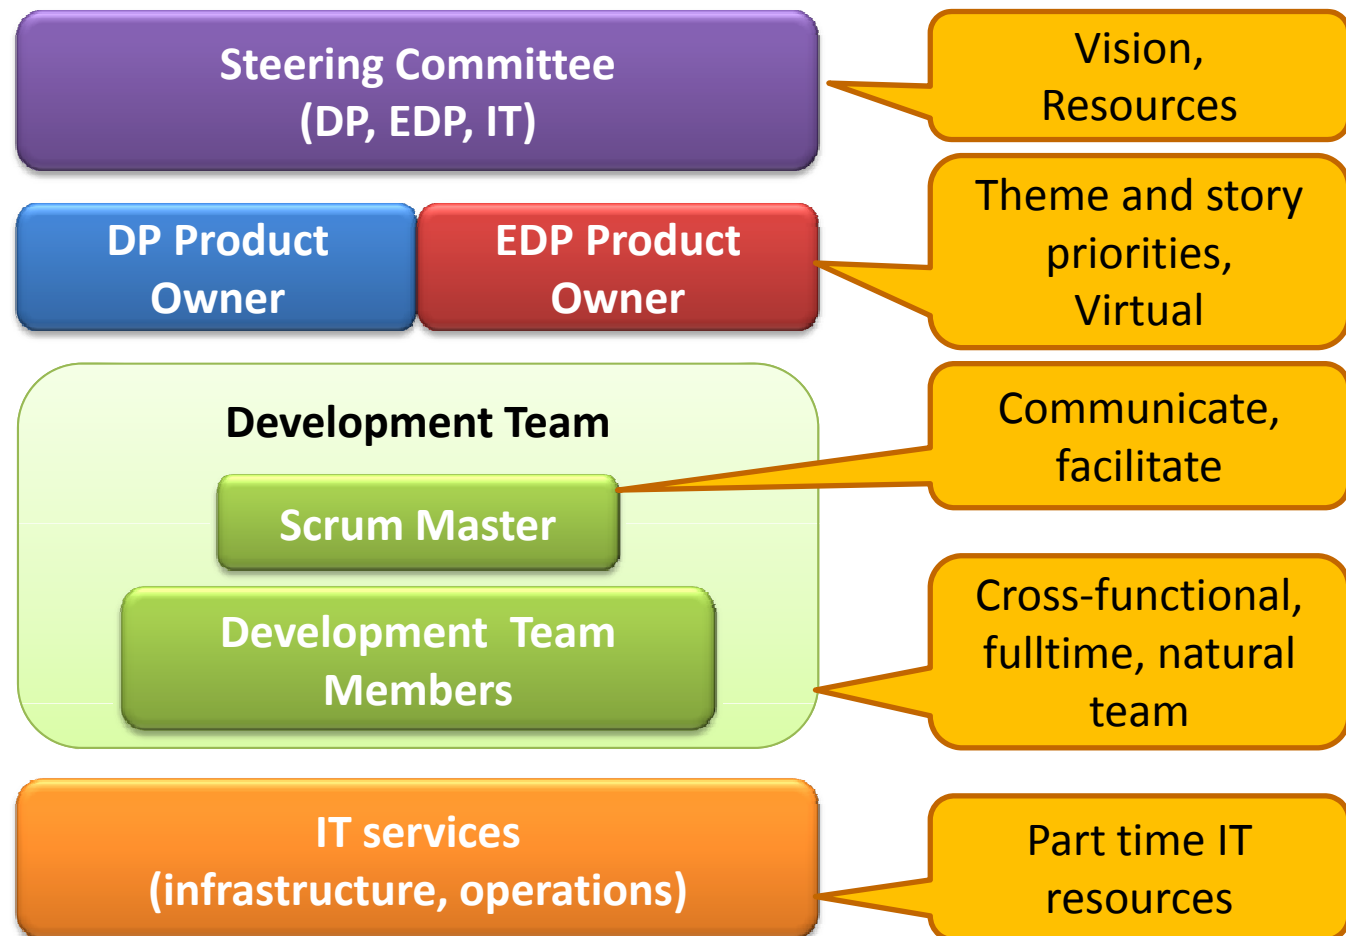 Steering Committee
(DP, EDP, IT)
Vision,
Resources
DP Product
Owner
EDP Product
Owner
Theme and story
priorities,
Virtual
Development Team
Scrum Master
Communicate,
facilitate
Development  Team
Members
Cross-functional,
fulltime, natural
team
IT services
(infrastructure, operations)
Part time IT
resources